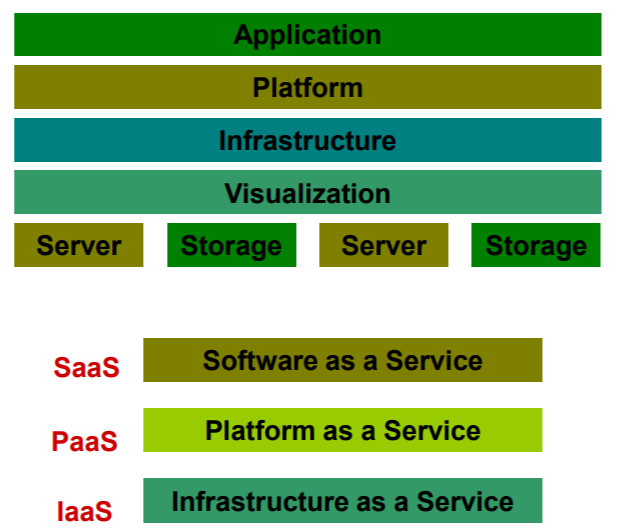 Application
Platform
Infrastructure
Visualization
Server Storage Server Storage
SaaS Software as a Service
PaaS Platform as a Service
IaaS Infrastructure as a Service